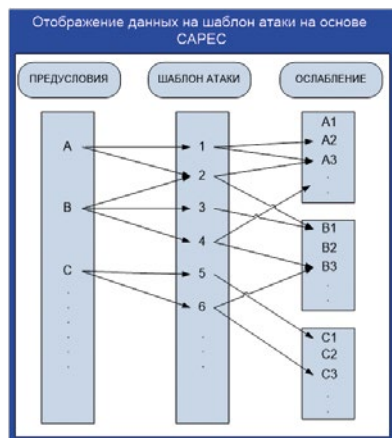 Отображение данных на шаблон атаки на основе
CAPEC
ПРЕДУСЛОВИЯ
ШАБЛОН АТАКИ
ОСЛАБЛЕНИЕ
A
B
C
.
.
.
.
.
.
1
2
3
4
5
6
.
.
.
A1
A2
A3
.
.
B1
B2
B3
.
.
C1
C2
C3
.
.